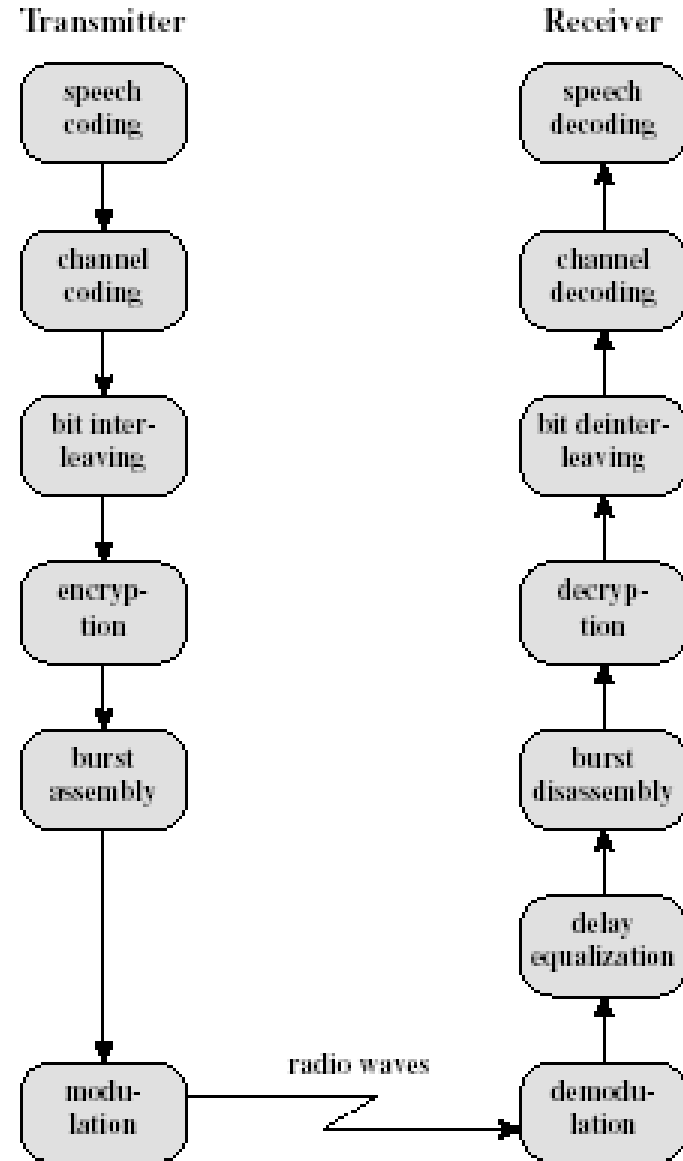 Transmitter
speech
coding
channel
coding
bit inter-
leaving
encryp-
tion
burst
assembly
modu-
lation
radio waves
Receiver
speech
decoding
channel
decoding
bit deinter-
leaving
decryp-
tion
burst
disassembly
delay
equalization
demodu-
lation